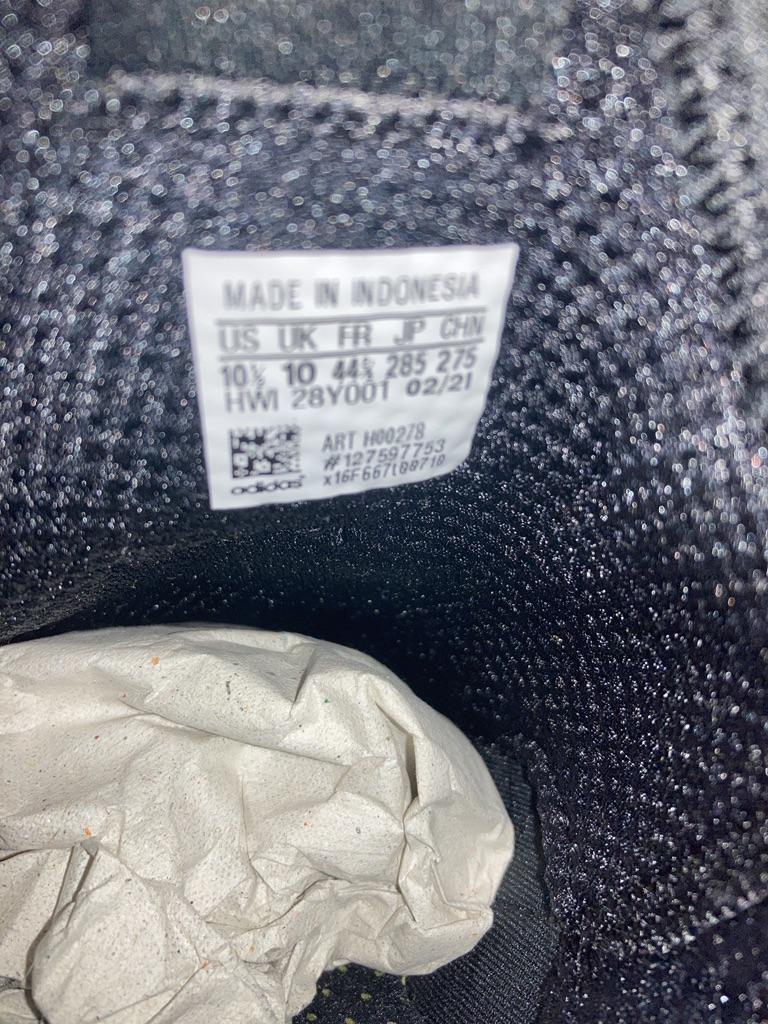 MADE IN INDONESIA
US UK FR JP CHN
10½ 10 44⅔ 285 275
HWI 28Y001 02/21
ART H00278
#127597753
adidas